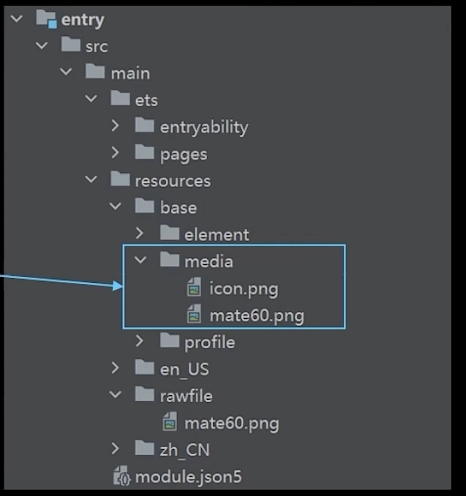 entry
src
main
ets
entryability
pages
resources
base
element
media
icon.png
mate60.png
profile
en_US
rawfile
mate60.png
zh_CN
module.json5